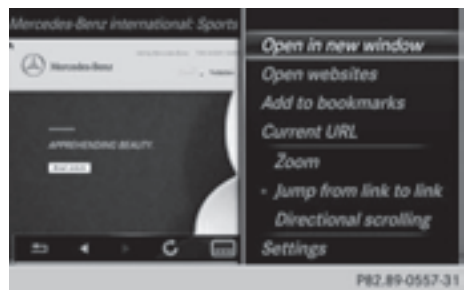 Mercedes-Benz international: Sports
Mercedes-Benz
APPREHENDING BEAUTY.
Open in new window
Open websites
Add to bookmarks
Current URL
Zoom
Jump from link to link
Directional scrolling
Settings
P82.89-0557-31